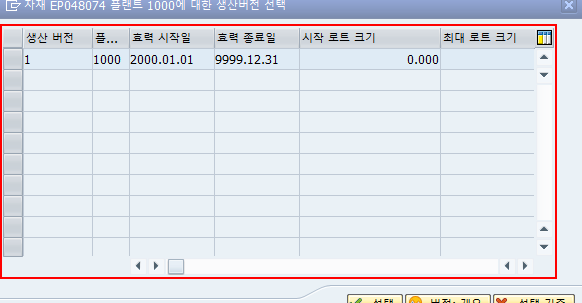 자재 EP048074 플랜트 1000에 대한 생산버전 선택
생산 버전 플... 효력 시작일 효력 종료일 시작 로트 크기 최대 로트 크기
1 1000 2000.01.01 9999.12.31 0.000
선택 버전: 개요 선택 기준